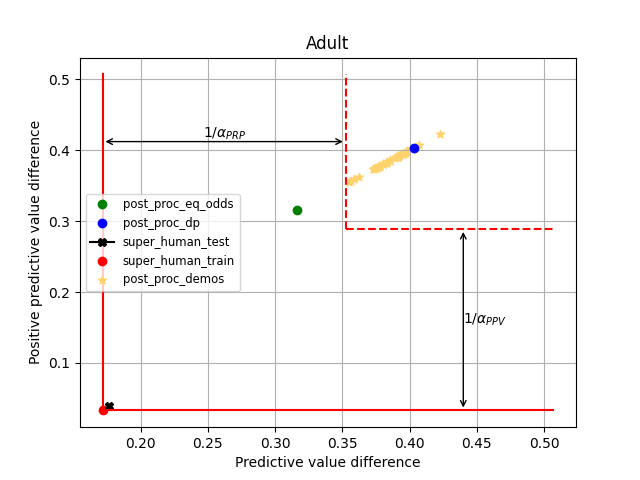 Adult
Positive predictive value difference
0.5
0.4
0.3
0.2
0.1
1/α_PRP
1/α_PPV
post_proc_eq_odds
post_proc_dp
super_human_test
super_human_train
post_proc_demos
0.20 0.25 0.30 0.35 0.40 0.45 0.50
Predictive value difference